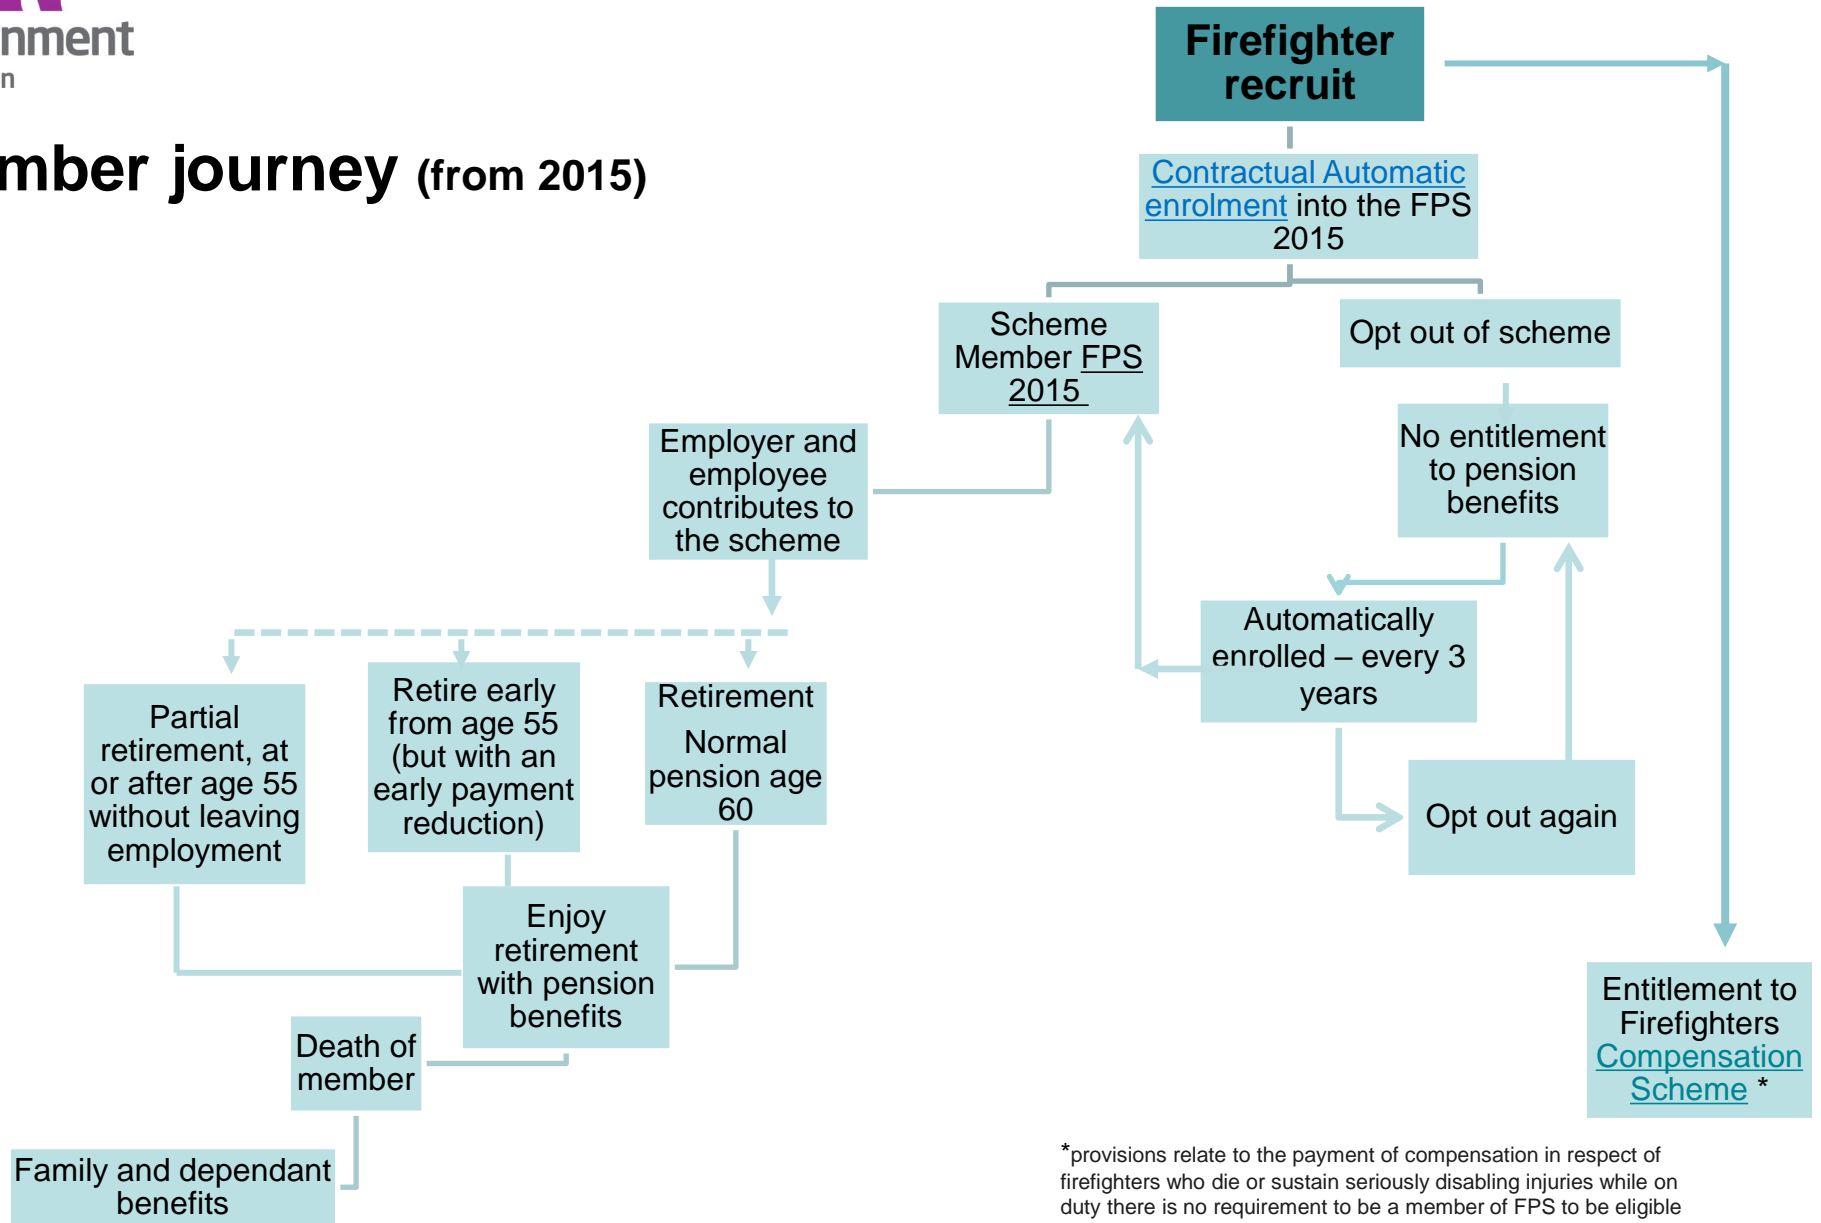 nment
n
mber journey (from 2015)
Firefighter
recruit
Contractual Automatic
enrolment into the FPS
2015
Scheme
Member FPS
2015
Opt out of scheme
Employer and
employee
contributes to
the scheme
No entitlement
to pension
benefits
Automatically
enrolled – every 3
years
Opt out again
Partial
retirement, at
or after age 55
without leaving
employment
Retire early
from age 55
(but with an
early payment
reduction)
Retirement
Normal
pension age
60
Enjoy
retirement
with pension
benefits
Death of
member
Family and dependant
benefits
Entitlement to
Firefighters
Compensation
Scheme *
*provisions relate to the payment of compensation in respect of
firefighters who die or sustain seriously disabling injuries while on
duty there is no requirement to be a member of FPS to be eligible